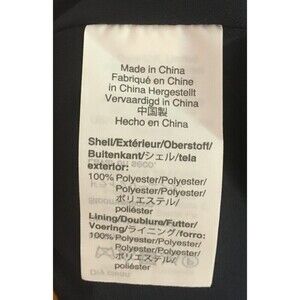 Made in China
Fabriqué en Chine
in China Hergestellt
Vervaardigd in China
中国製
Hecho en China
Shell/Extérieur/Oberstoff/
Buitenkant/シェル/tela
exterior:
100% Polyester/Polyester/
Polyester/Polyester/
ポリエステル/
poliéster
Lining/Doublure/Futter/
Voering/ライニング/forro:
100% Polyester/Polyester/
Polyester/Polyester/
ポリエステル/
poliéster